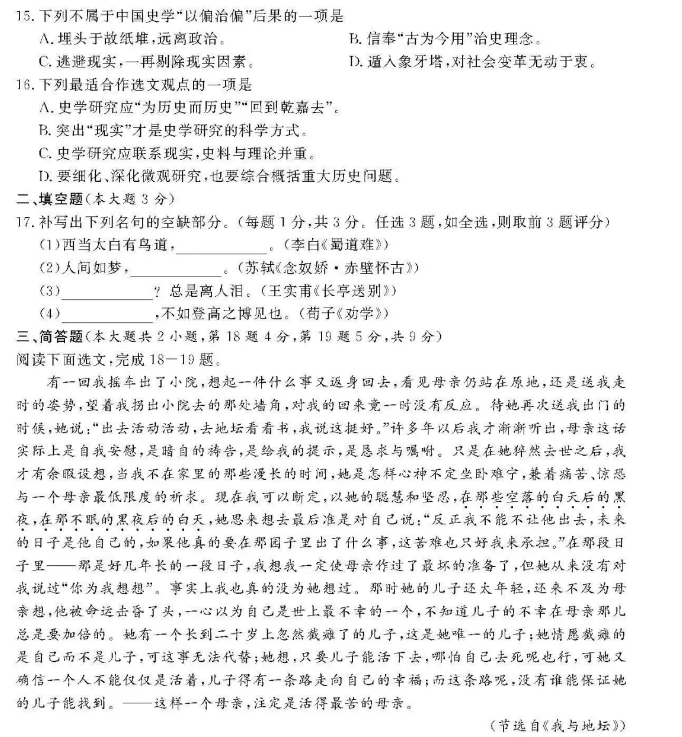 15.下列不属于中国史学“以偏治偏”后果的一项是
A.埋头于故纸堆,远离政治。 B.信奉“古为今用”治史理念。
C.逃避现实,一再剔除现实因素。 D.遁入象牙塔,对社会变革无动于衷。
16.下列最适合作选文观点的一项是
A.史学研究应“为历史而历史”“回到乾嘉去”。
B.突出“现实”才是史学研究的科学方式。
C.史学研究应联系现实,史料与理论并重。
D.要细化、深化微观研究,也要综合概括重大历史问题。
二、填空题(本大题3分)
17.补写出下列名句的空缺部分。(每题1分,共3分。任选3题,如全选,则取前3题评分)
(1)西当太白有鸟道,____________。(李白《蜀道难》)
(2)人间如梦,____________。(苏轼《念奴娇·赤壁怀古》)
(3)____________?总是离人泪。(王实甫《长亭送别》)
(4)____________,不如登高之博见也。(荀子《劝学》)
三、简答题(本大题共2小题,第18题4分,第19题5分,共9分)
阅读下面选文,完成18—19题。
有一回我摇车出了小院,想起一件什么事又返身回去,看见母亲仍站在原地,还是送我走
时的姿势,望着我拐出小院去的那处墙角,对我的回来竟一时没有反应。待她再次送我出门的
时候,她说:“出去活动活动,去地坛看看书,我说这挺好。”许多年以后我才渐渐听出,母亲这话
实际上是自我安慰,是暗自的祷告,是给我的提示,是恳求与嘱咐。只是在她猝然去世之后,我
才有余暇设想,当我不在家里的那些漫长的时间,她是怎样心神不定坐卧难宁,兼着痛苦、惊恐
与一个母亲最低限度的祈求。现在我可以断定,以她的聪慧和坚忍,在那些空落的白天后的黑
夜,在那不眠的黑夜后的白天,她思来想去最后准是对自己说:“反正我不能不让他出去,未来
的日子是他自己的,如果他真的要在那园子里出了什么事,这苦难也只好我来承担。”在那段日
子里——那是好几年长的一段日子,我想我一定使母亲作过了最坏的准备了,但她从来没有对
我说过“你为我想想”。事实上我也真的没为她想过。那时她的儿子还太年轻,还来不及为母
亲想,他被命运击昏了头,一心以为自己是世上最不幸的一个,不知道儿子的不幸在母亲那儿
总是要加倍的。她有一个长到二十岁上忽然截瘫了的儿子,这是她唯一的儿子;她情愿截瘫的
是自己而不是儿子,可这事无法代替;她想,只要儿子能活下去,哪怕自己去死呢也行,可她又
确信一个人不能仅仅是活着,儿子得有一条路走向自己的幸福;而这条路呢,没有谁能保证她
的儿子能找到。——这样一个母亲,注定是活得最苦的母亲。
(节选自《我与地坛》)